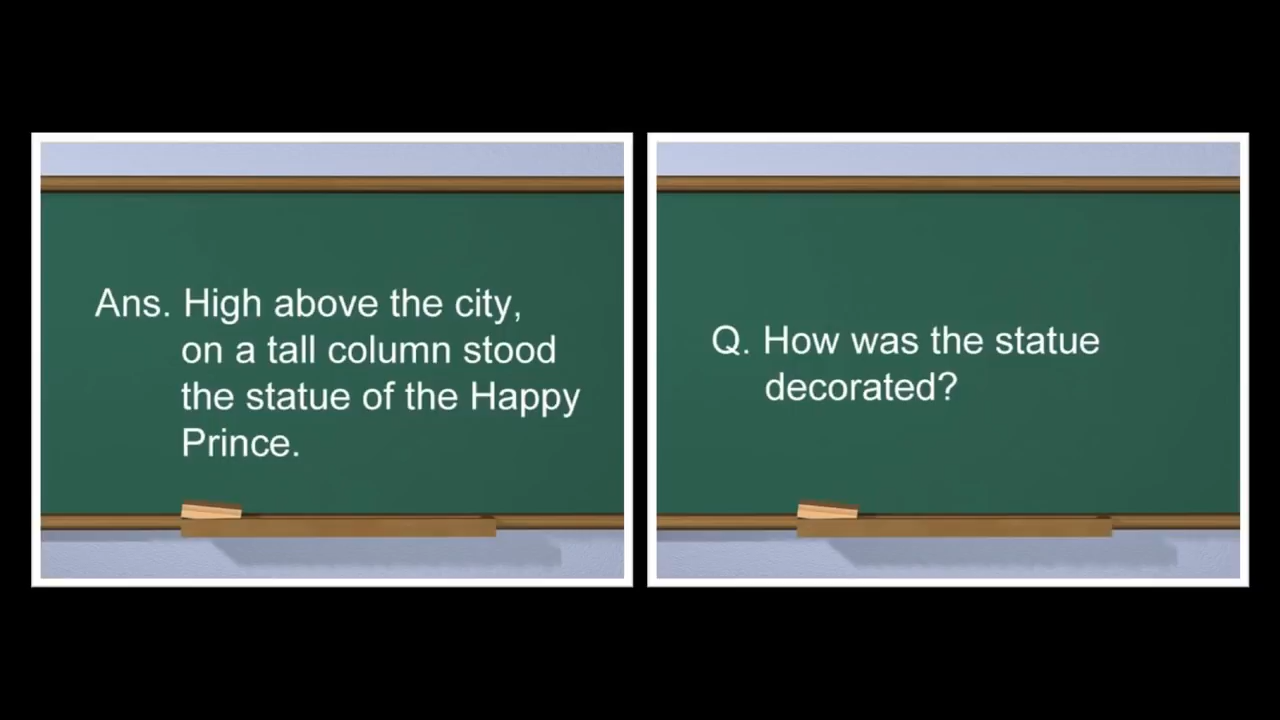 Ans. High above the city,
on a tall column stood
the statue of the Happy
Prince.
Q. How was the statue
decorated?